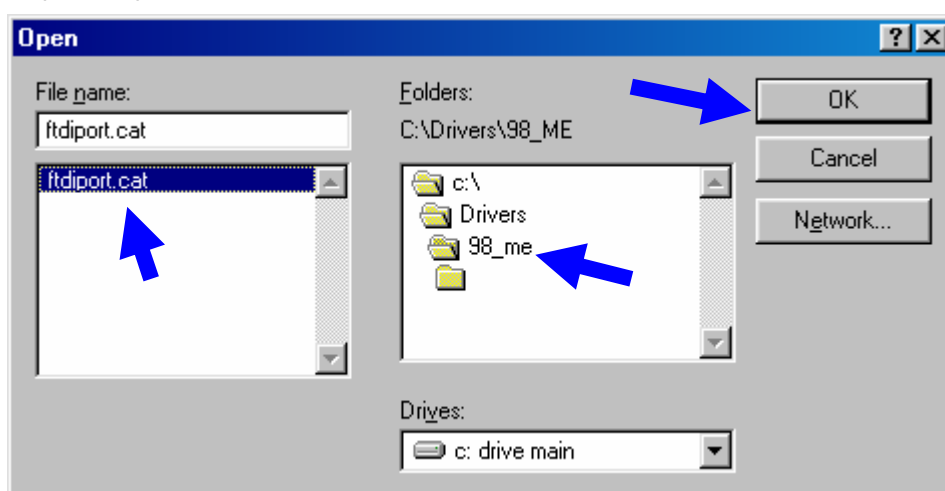 Open
File name:
ftdiport.cat
ftdiport.cat
Folders:
C:\Drivers\98_ME
c:\
Drivers
98_me
Drives:
c: drive main
OK
Cancel
Network...